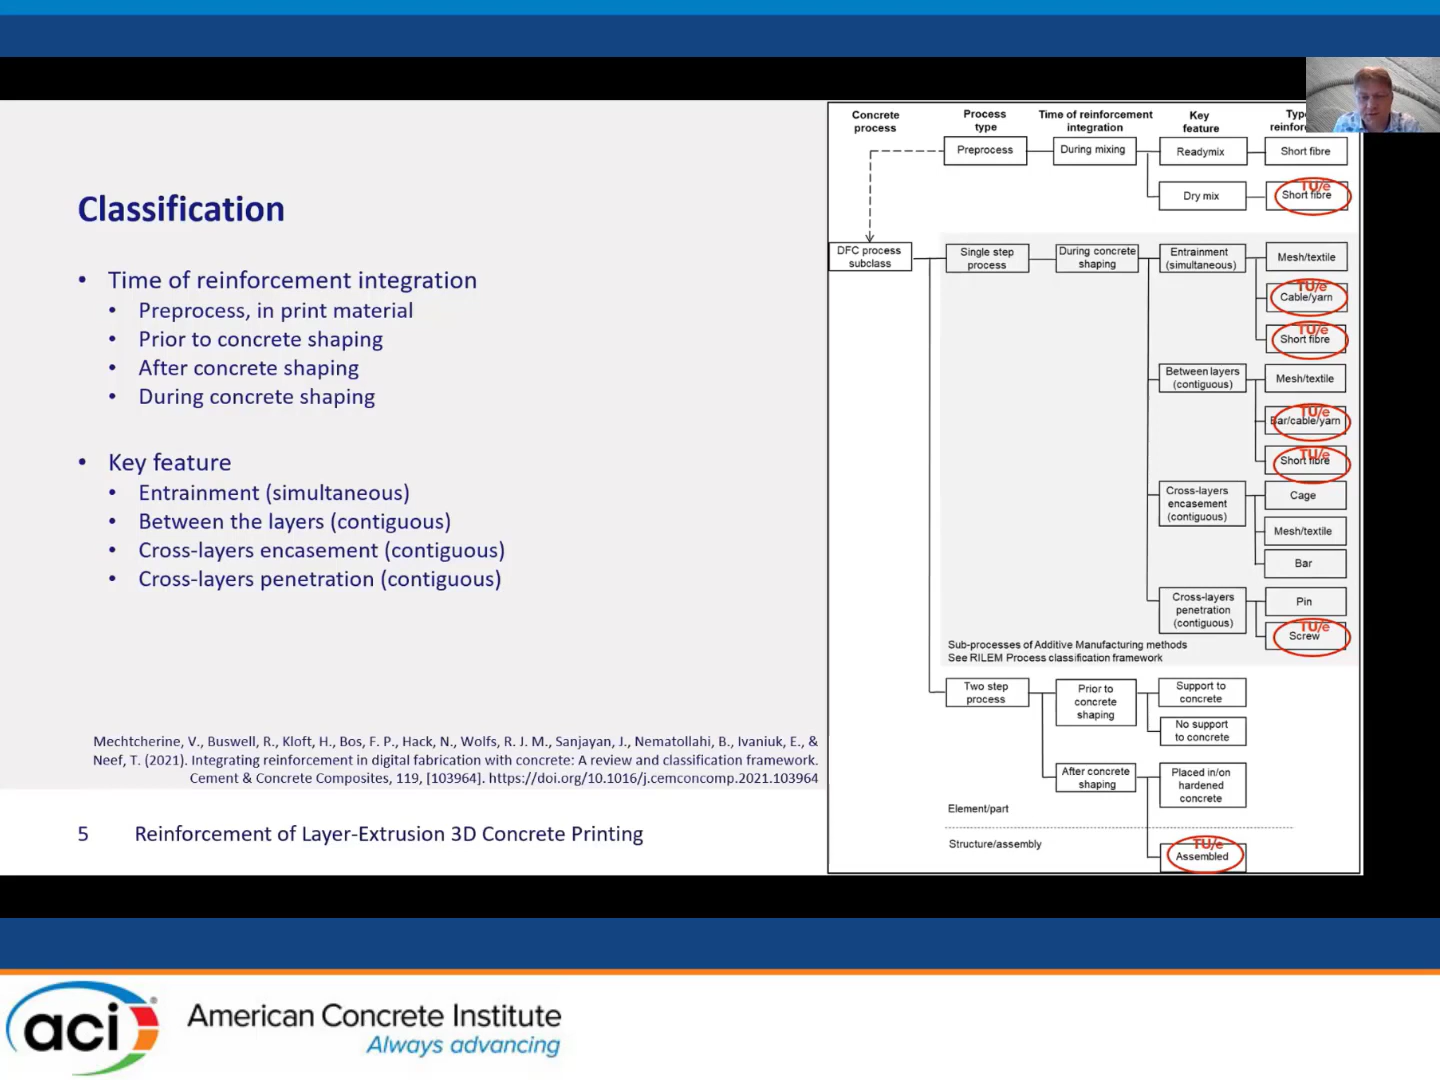 Classification
• Time of reinforcement integration
• Preprocess, in print material
• Prior to concrete shaping
• After concrete shaping
• During concrete shaping
• Key feature
• Entrainment (simultaneous)
• Between the layers (contiguous)
• Cross-layers encasement (contiguous)
• Cross-layers penetration (contiguous)
Mechtcherine, V., Buswell, R., Kloft, H., Bos, F. P., Hack, N., Wolfs, R. J. M., Sanjayan, J., Nematollahi, B., Ivaniuk, E., &
Neef, T. (2021). Integrating reinforcement in digital fabrication with concrete: A review and classification framework.
Cement & Concrete Composites, 119, [103964]. https://doi.org/10.1016/j.cemconcomp.2021.103964
5 Reinforcement of Layer-Extrusion 3D Concrete Printing
Concrete
process
Process
type
Time of reinforcement
integration
Key
feature
Preprocess
During mixing
Readymix
Short fibre
Dry mix
TU/e
Short fibre
DFC process
subclass
Single step
process
During concrete
shaping
Entrainment
(simultaneous)
Mesh/textile
TU/e
Cable/yarn
TU/e
Short fibre
Between layers
(contiguous)
Mesh/textile
TU/e
Bar/cable/yarn
TU/e
Short fibre
Cross-layers
encasement
(contiguous)
Cage
Mesh/textile
Bar
Cross-layers
penetration
(contiguous)
Pin
TU/e
Screw
Sub-processes of Additive Manufacturing methods
See RILEM Process classification framework
Two step
process
Prior to
concrete
shaping
Support to
concrete
No support
to concrete
After concrete
shaping
Placed in/on
hardened
concrete
Element/part
Structure/assembly
TU/e
Assembled
aci
American Concrete Institute
Always advancing